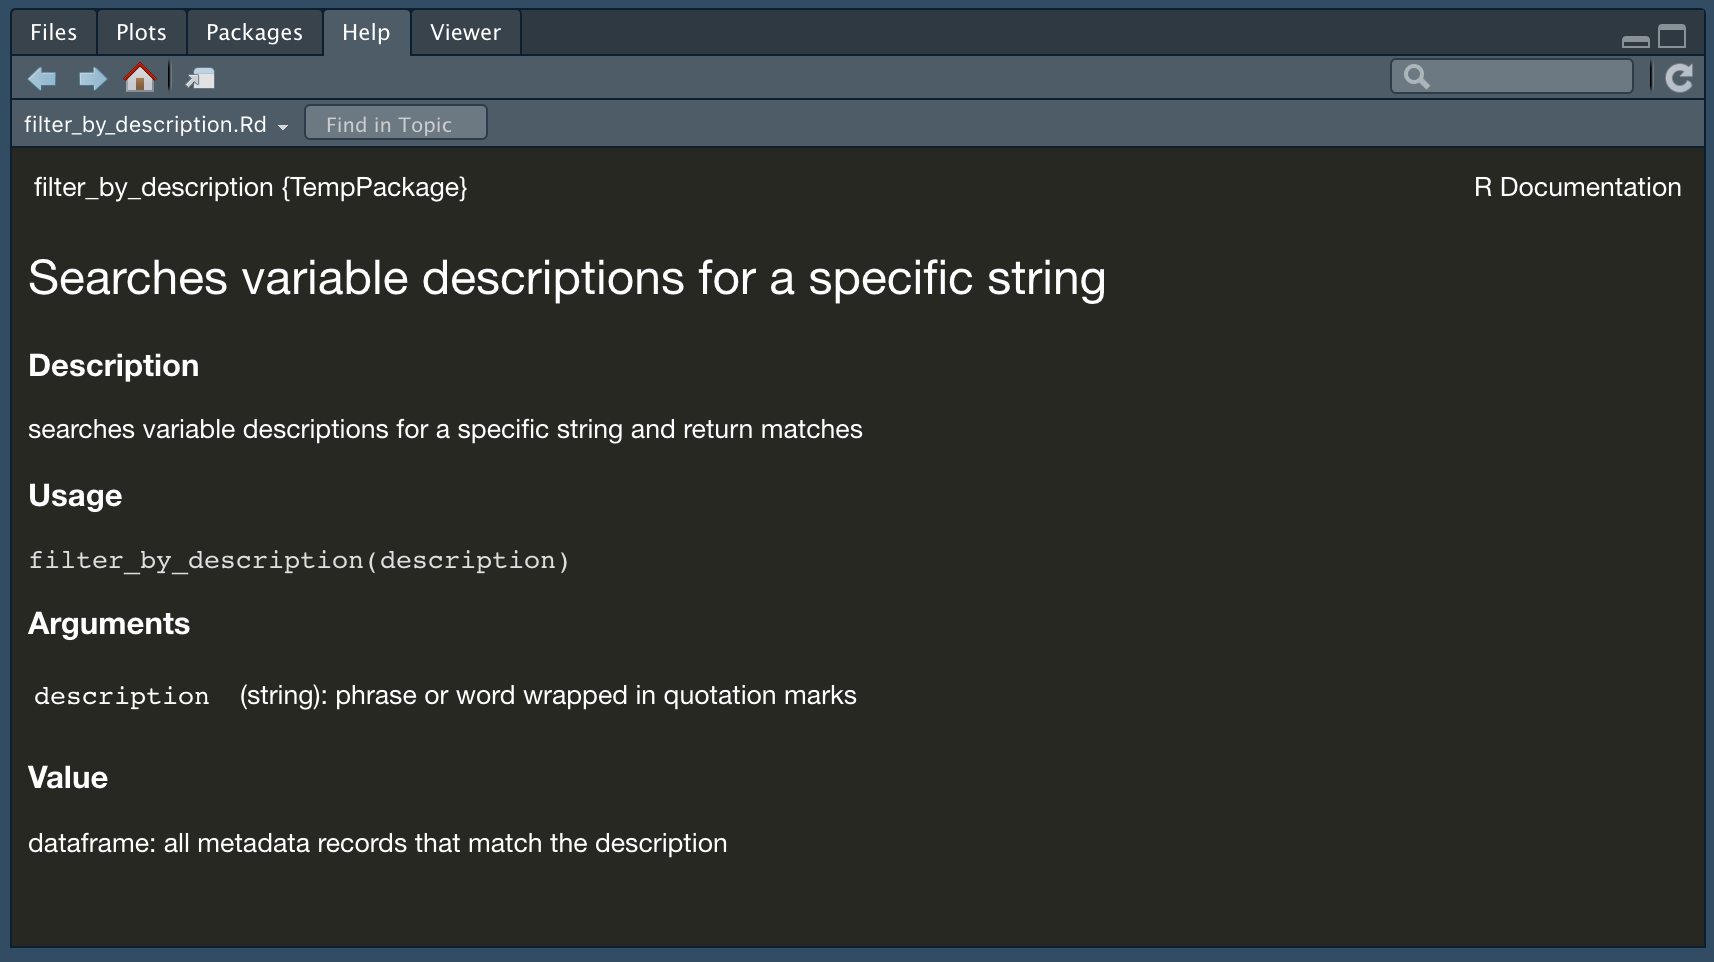 Files Plots Packages Help Viewer
filter_by_description.Rd Find in Topic
filter_by_description {TempPackage} R Documentation
Searches variable descriptions for a specific string
Description
searches variable descriptions for a specific string and return matches
Usage
filter_by_description(description)
Arguments
description (string): phrase or word wrapped in quotation marks
Value
dataframe: all metadata records that match the description